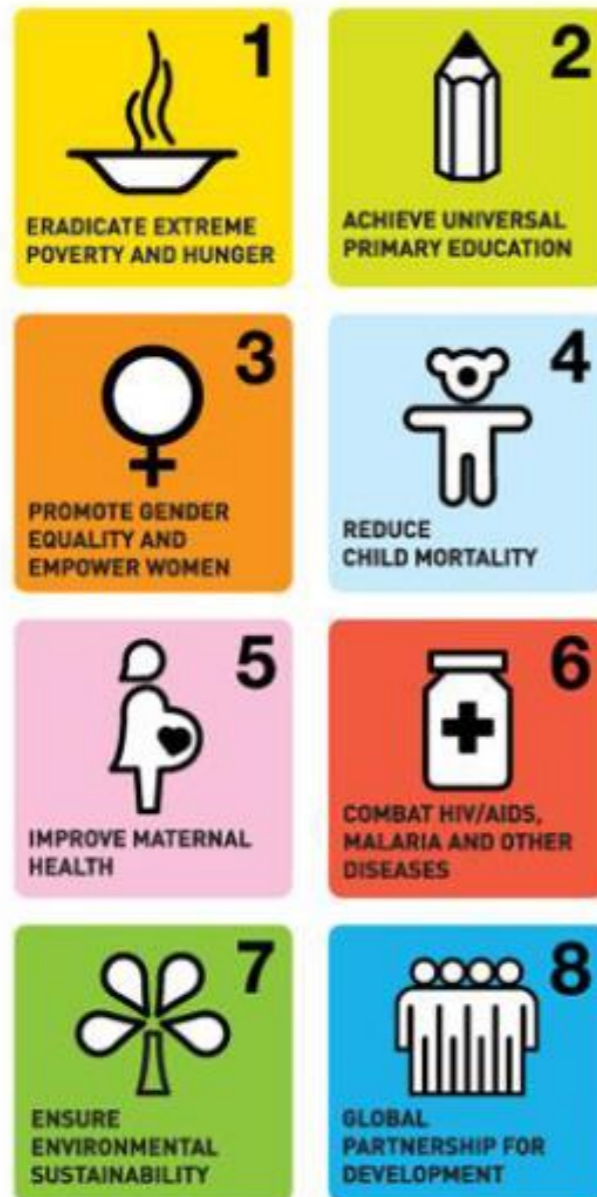 1
ERADICATE EXTREME
POVERTY AND HUNGER
2
ACHIEVE UNIVERSAL
PRIMARY EDUCATION
3
PROMOTE GENDER
EQUALITY AND
EMPOWER WOMEN
4
REDUCE
CHILD MORTALITY
5
IMPROVE MATERNAL
HEALTH
6
COMBAT HIV/AIDS,
MALARIA AND OTHER
DISEASES
7
ENSURE
ENVIRONMENTAL
SUSTAINABILITY
8
GLOBAL
PARTNERSHIP FOR
DEVELOPMENT